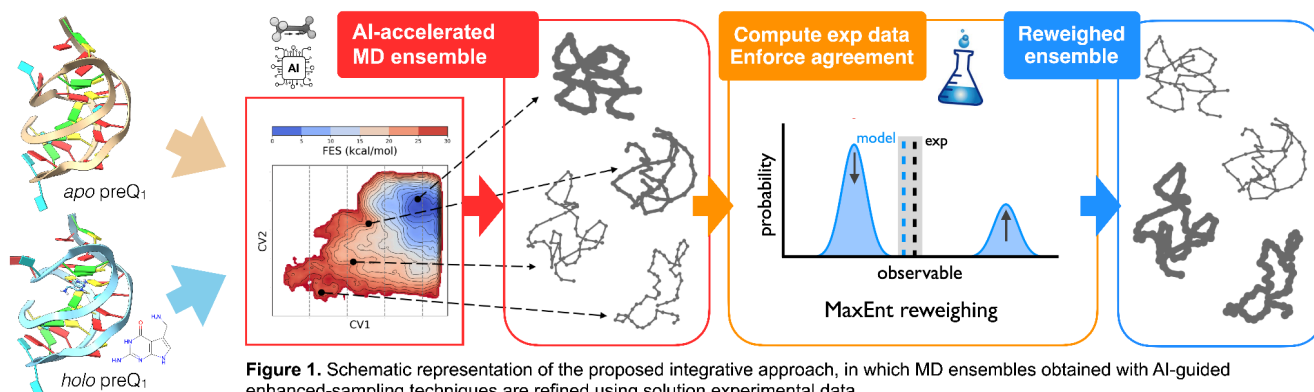 AI-accelerated
MD ensemble
Compute exp data
Enforce agreement
Reweighed
ensemble
AI
apo preQ1
holo preQ1
O
H₂N
HN
H₂N
N
N
H
0 5 10 15 20 25 30
FES (kcal/mol)
CV2
CV1
model
exp
probability
observable
MaxEnt reweighing
Figure 1. Schematic representation of the proposed integrative approach, in which MD ensembles obtained with AI-guided
enhanced-sampling techniques are refined using solution experimental data